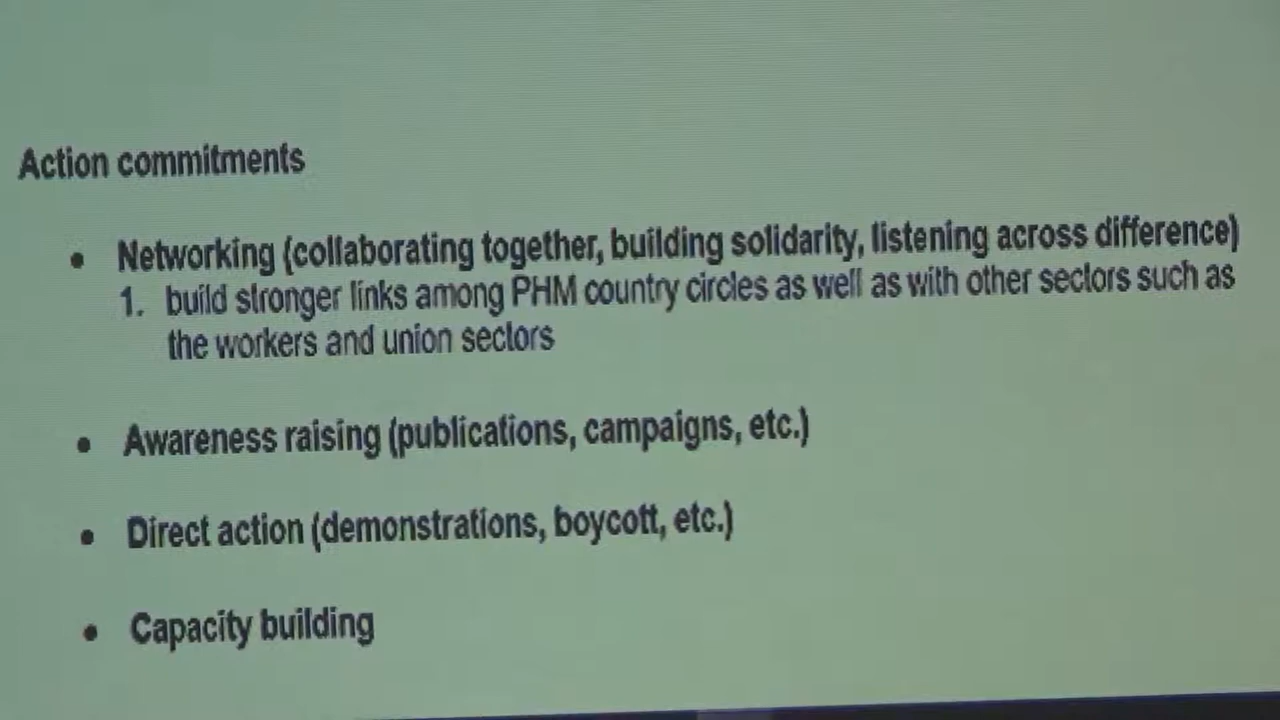 Action commitments
• Networking (collaborating together, building solidarity, listening across difference)
1. build stronger links among PHM country circles as well as with other sectors such as
the workers and union sectors
• Awareness raising (publications, campaigns, etc.)
• Direct action (demonstrations, boycott, etc.)
• Capacity building